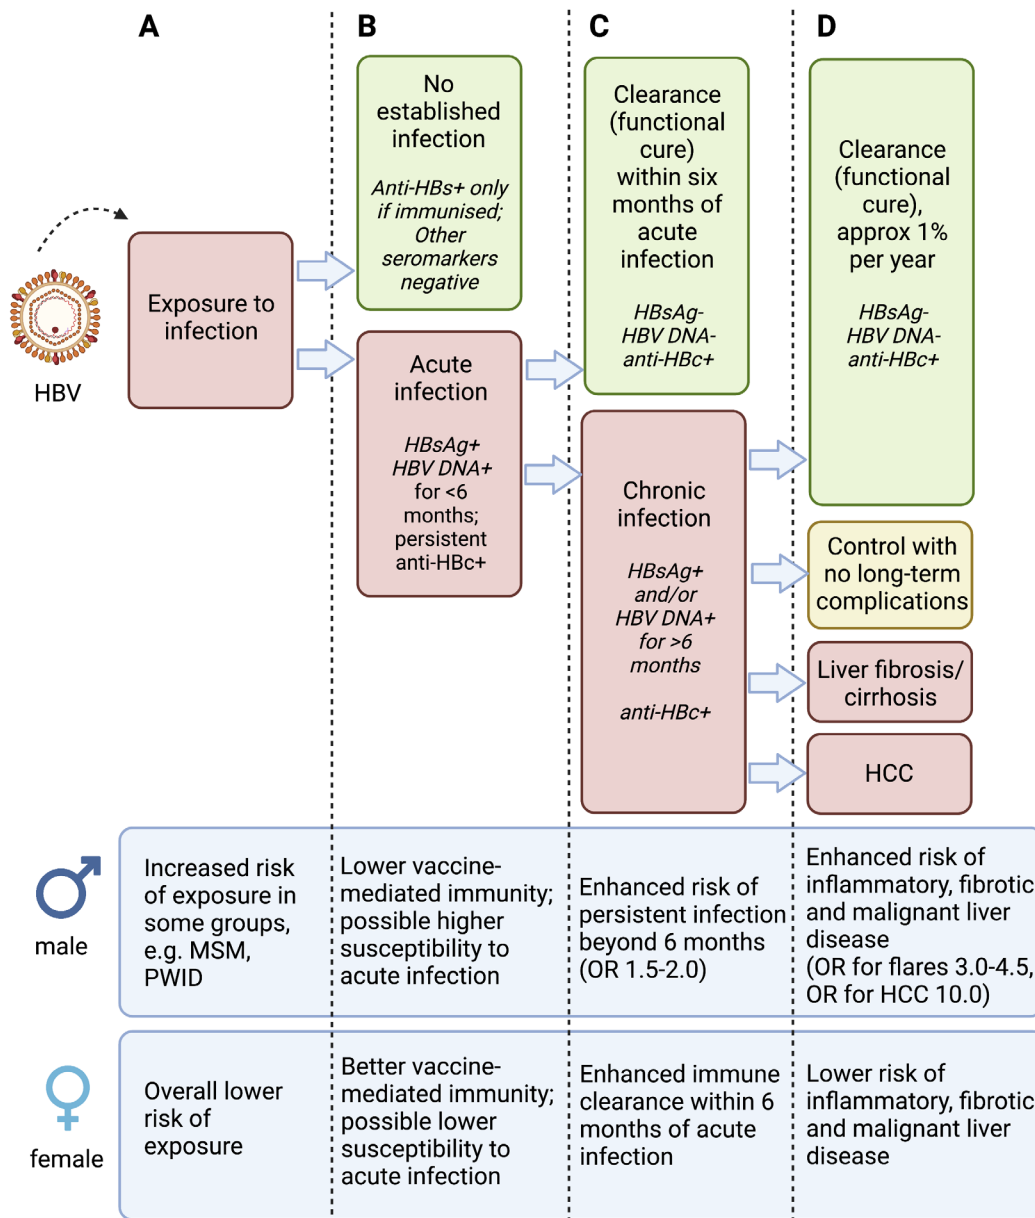 A
B
C
D
HBV
Exposure to
infection
No
established
infection
Anti-HBs+ only
if immunised;
Other
seromarkers
negative
Acute
infection
HBsAg+
HBV DNA+
for <6
months;
persistent
anti-HBc+
Clearance
(functional
cure)
within six
months of
acute
infection
HBsAg-
HBV DNA-
anti-HBc+
Chronic
infection
HBsAg+
and/or
HBV DNA+
for >6
months
anti-HBc+
Clearance
(functional
cure),
approx 1%
per year
HBsAg-
HBV DNA-
anti-HBc+
Control with
no long-term
complications
Liver fibrosis/
cirrhosis
HCC
male
Increased risk
of exposure in
some groups,
e.g. MSM,
PWID
Lower vaccine-
mediated immunity;
possible higher
susceptibility to
acute infection
Enhanced risk of
persistent infection
beyond 6 months
(OR 1.5-2.0)
Enhanced risk of
inflammatory, fibrotic
and malignant liver
disease
(OR for flares 3.0-4.5,
OR for HCC 10.0)
female
Overall lower
risk of
exposure
Better vaccine-
mediated immunity;
possible lower
susceptibility to
acute infection
Enhanced immune
clearance within 6
months of acute
infection
Lower risk of
inflammatory, fibrotic
and malignant liver
disease